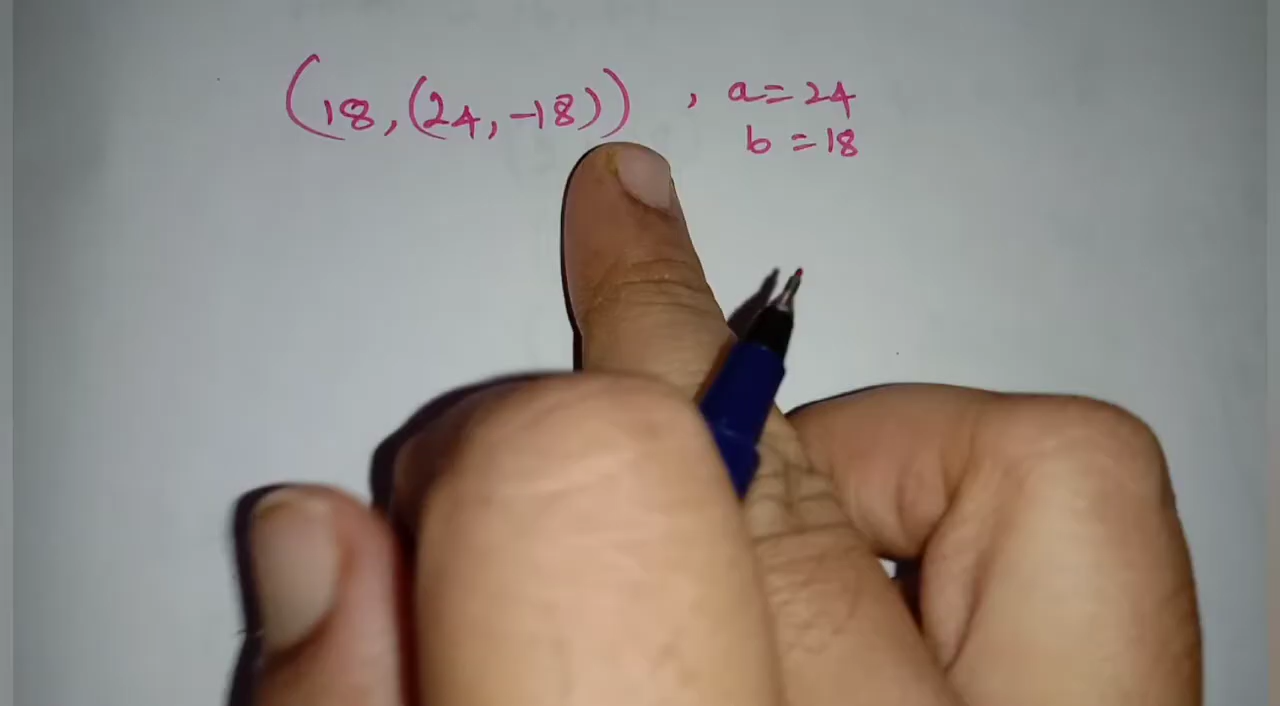 (18, (24, -18)) , a = 24
b = 18